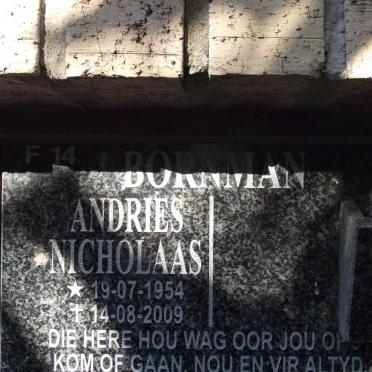 F 14
BORNMAN
ANDRIES
NICHOLAAS
★ 19-07-1954
✝ 14-08-2009
DIE HERE HOU WAG OOR JOU
KOM OF GAAN, NOU EN VIR ALTYD